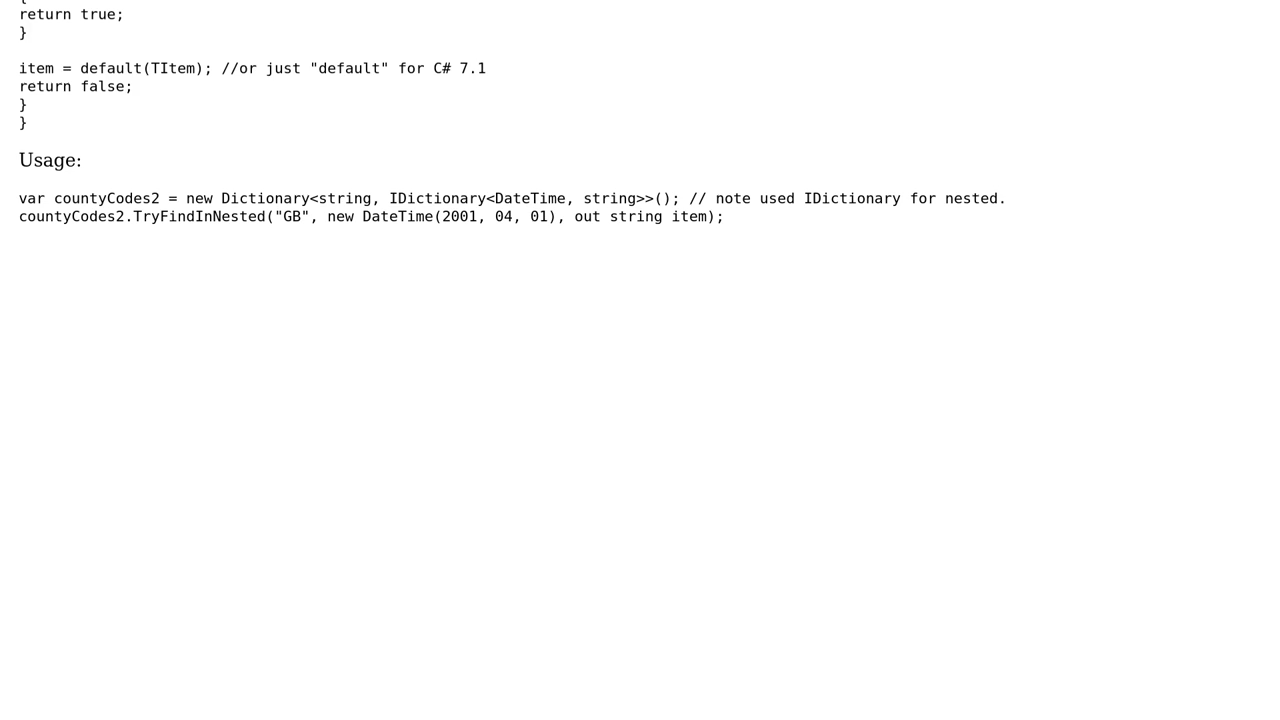 {
return true;
}

item = default(TItem); //or just "default" for C# 7.1
return false;
}
}

Usage:

var countyCodes2 = new Dictionary<string, IDictionary<DateTime, string>>(); // note used IDictionary for nested.
countyCodes2.TryFindInNested("GB", new DateTime(2001, 04, 01), out string item);